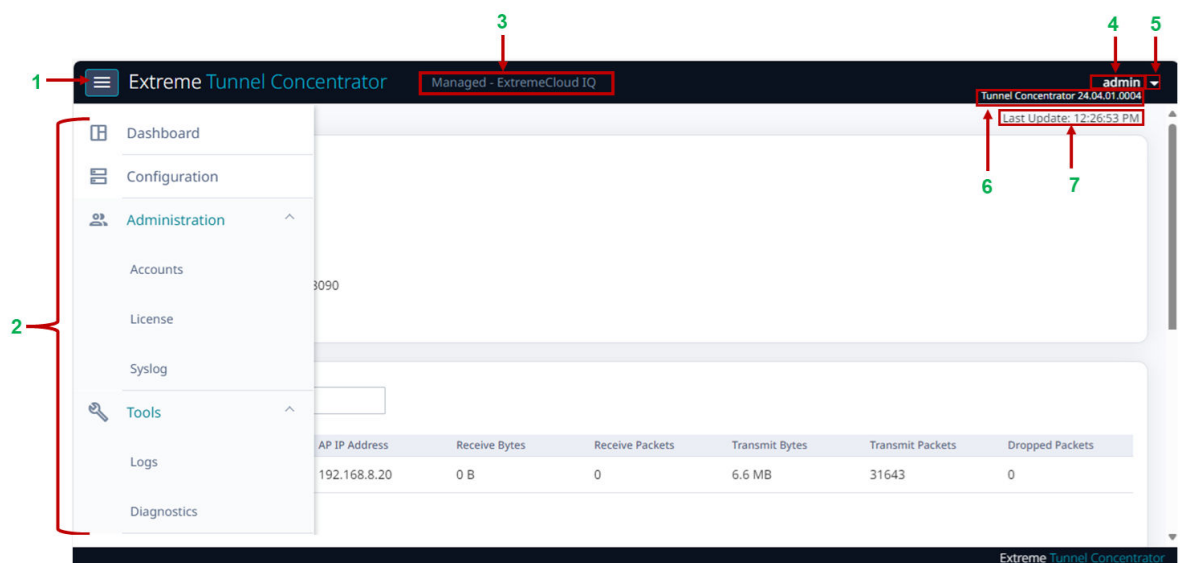 3
4
5
1
Extreme Tunnel Concentrator
Managed - ExtremeCloud IQ
admin
Tunnel Concentrator 24.04.01.0004
Last Update: 12:26:53 PM
Dashboard
Configuration
6
7
Administration
Accounts
8090
License
2
Syslog
Tools
AP IP Address Receive Bytes Receive Packets Transmit Bytes Transmit Packets Dropped Packets
Logs
192.168.8.20 0 B 0 6.6 MB 31643 0
Diagnostics
Extreme Tunnel Concentrator